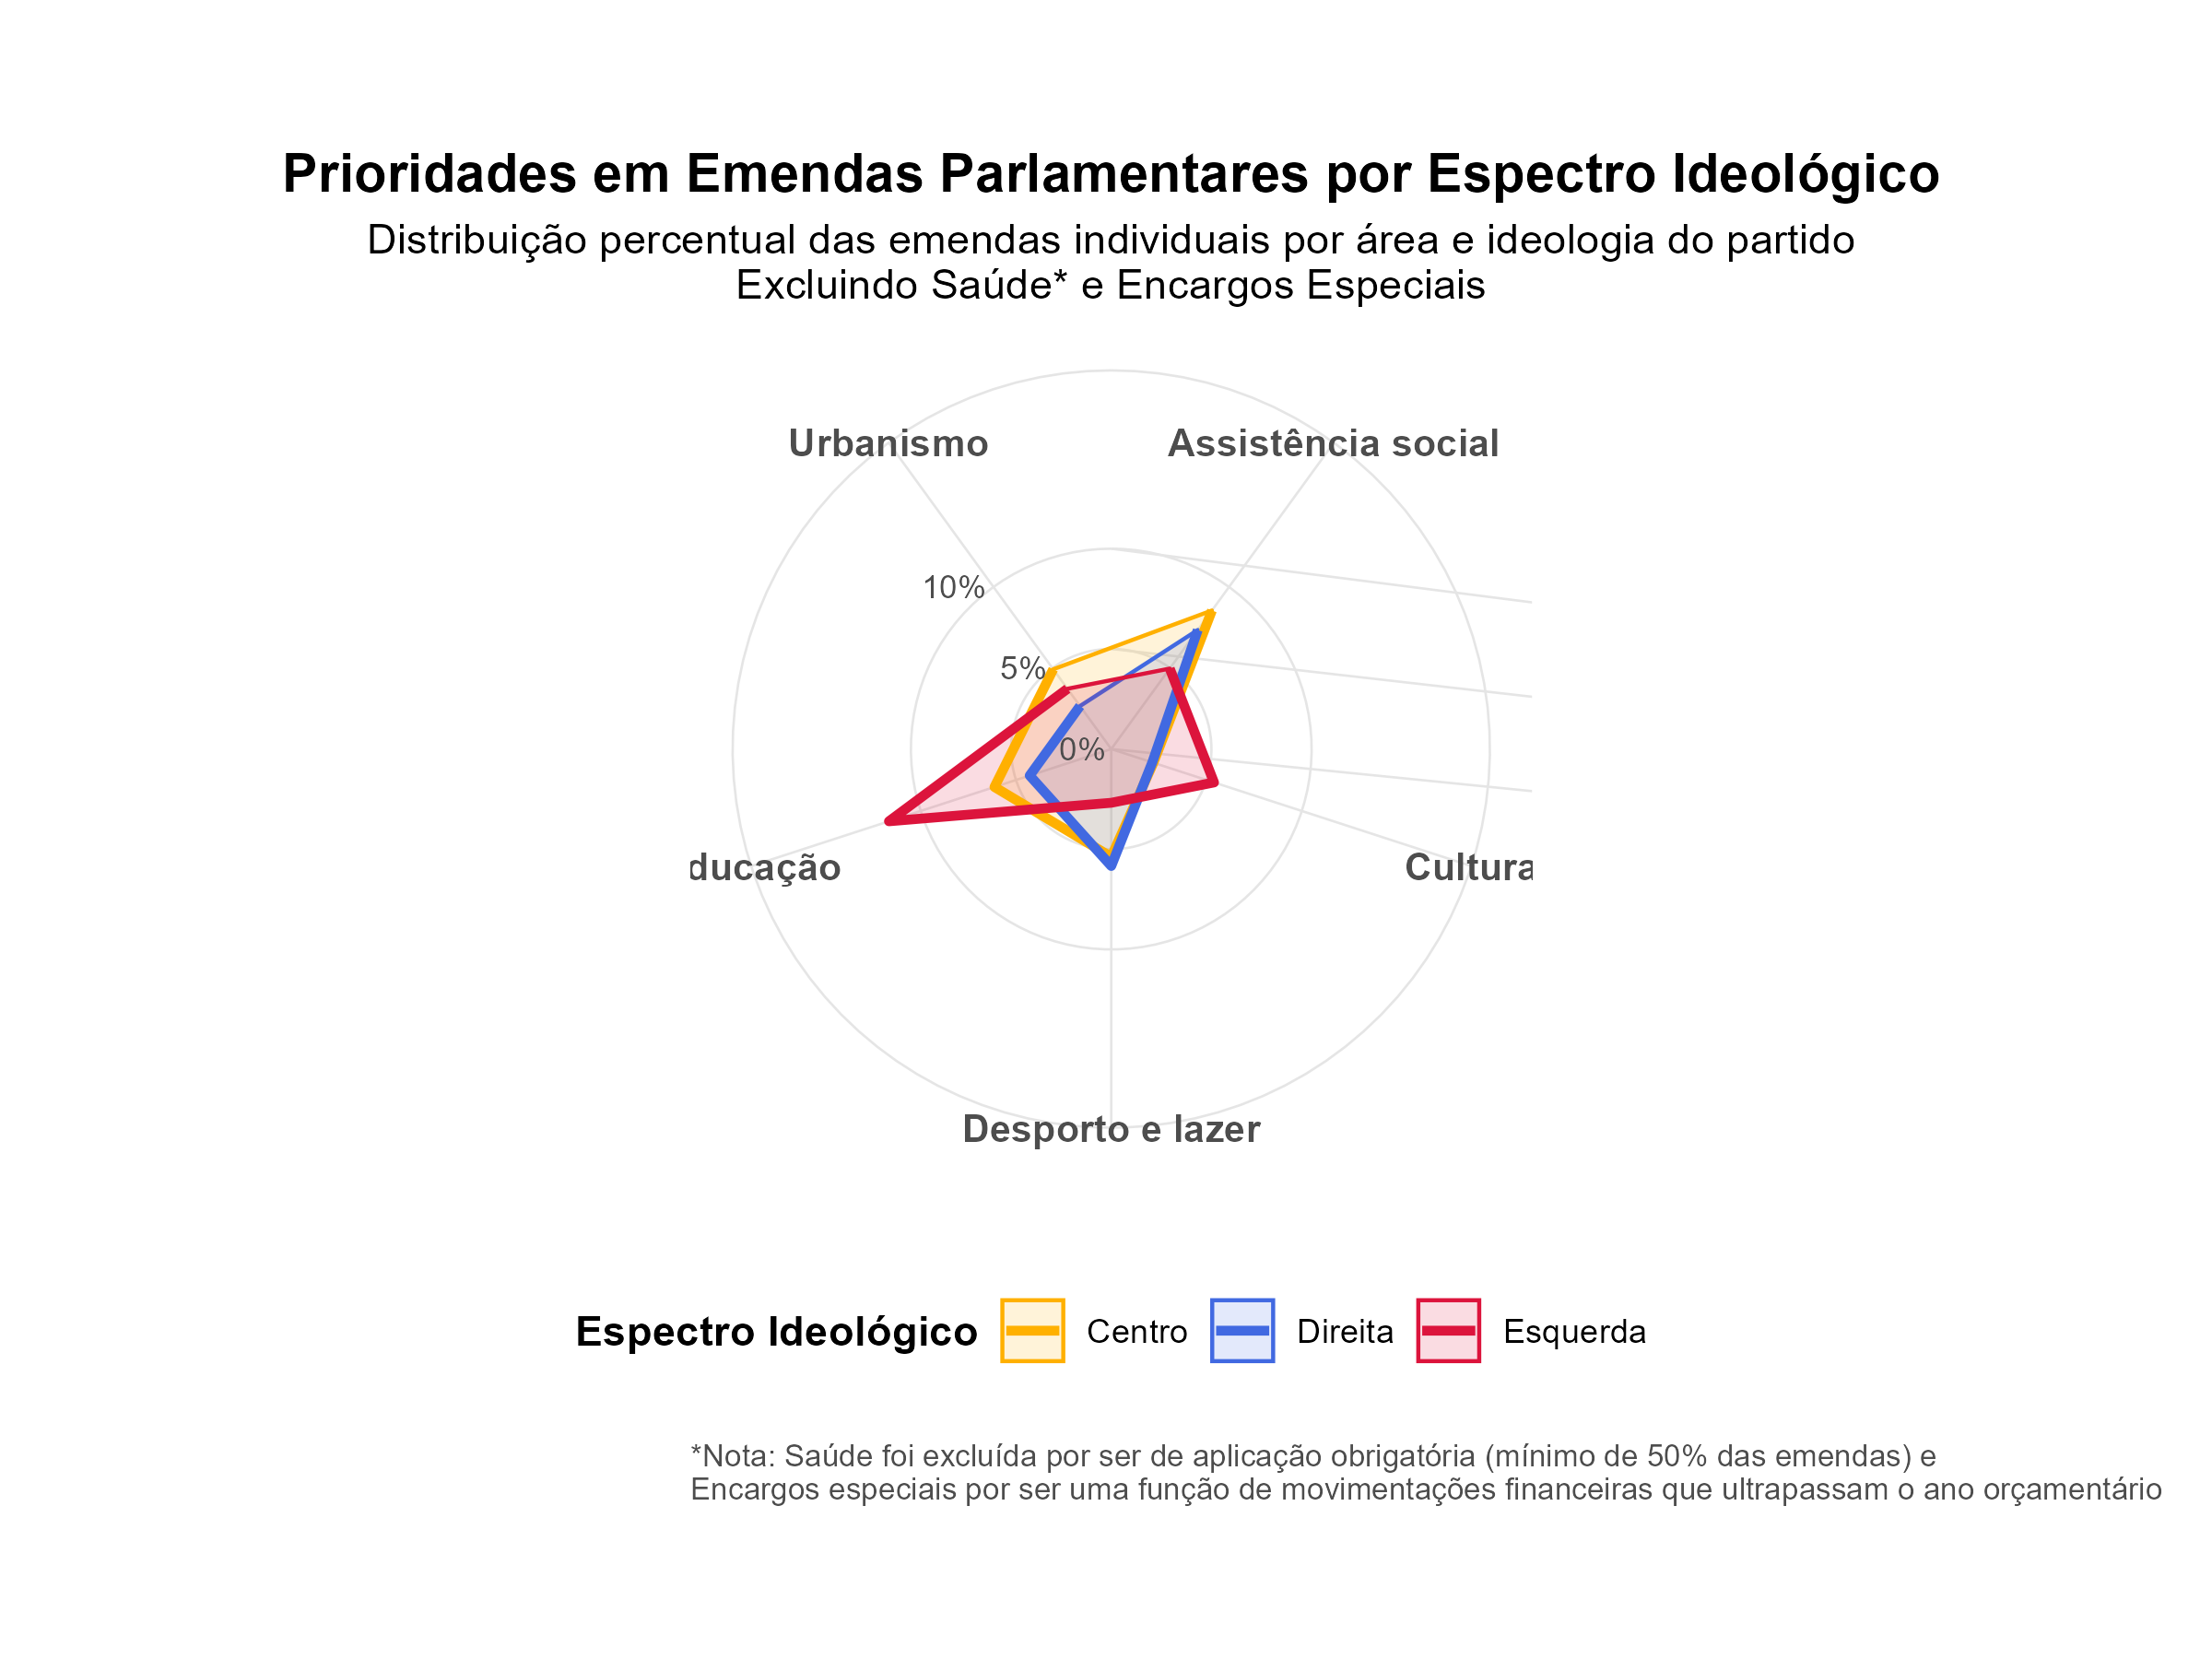 Prioridades em Emendas Parlamentares por Espectro Ideológico
Distribuição percentual das emendas individuais por área e ideologia do partido
Excluindo Saúde* e Encargos Especiais
Urbanismo
Assistência social
10%
5%
0%
ducação
Cultura
Desporto e lazer
Espectro Ideológico
Centro
Direita
Esquerda
*Nota: Saúde foi excluída por ser de aplicação obrigatória (mínimo de 50% das emendas) e
Encargos especiais por ser uma função de movimentações financeiras que ultrapassam o ano orçamentário